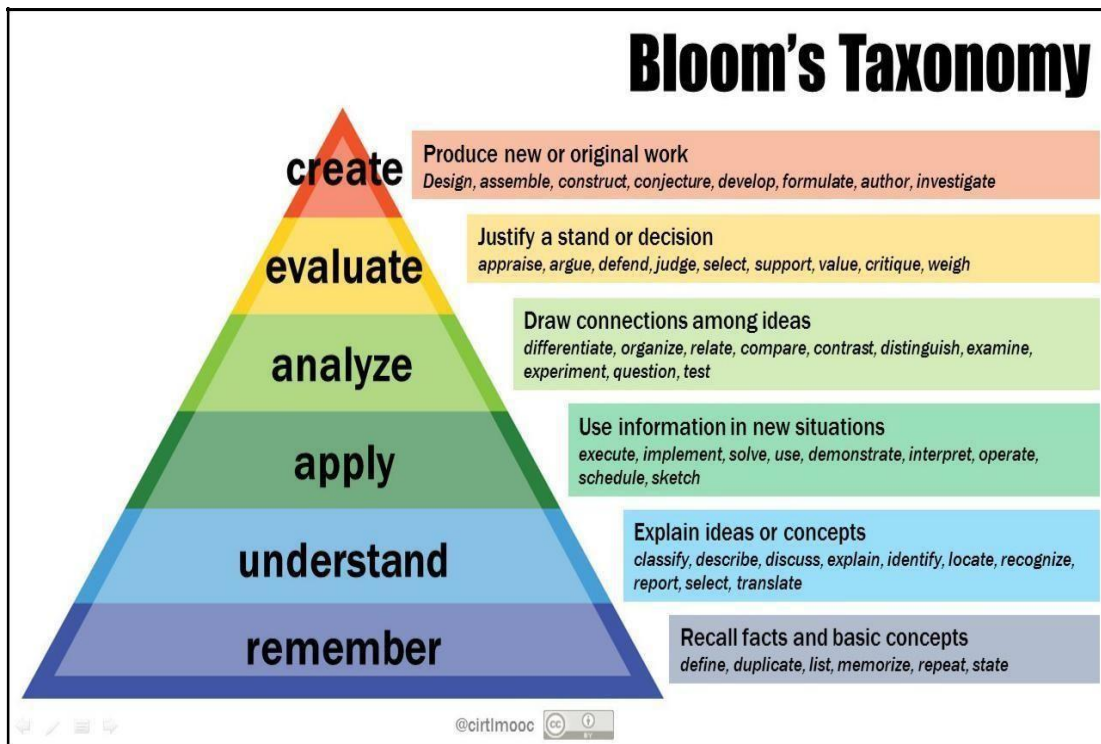 Bloom's Taxonomy
create
Produce new or original work
Design, assemble, construct, conjecture, develop, formulate, author, investigate
evaluate
Justify a stand or decision
appraise, argue, defend, judge, select, support, value, critique, weigh
analyze
Draw connections among ideas
differentiate, organize, relate, compare, contrast, distinguish, examine,
experiment, question, test
apply
Use information in new situations
execute, implement, solve, use, demonstrate, interpret, operate,
schedule, sketch
understand
Explain ideas or concepts
classify, describe, discuss, explain, identify, locate, recognize,
report, select, translate
remember
Recall facts and basic concepts
define, duplicate, list, memorize, repeat, state
@cirtlmooc
cc
BY